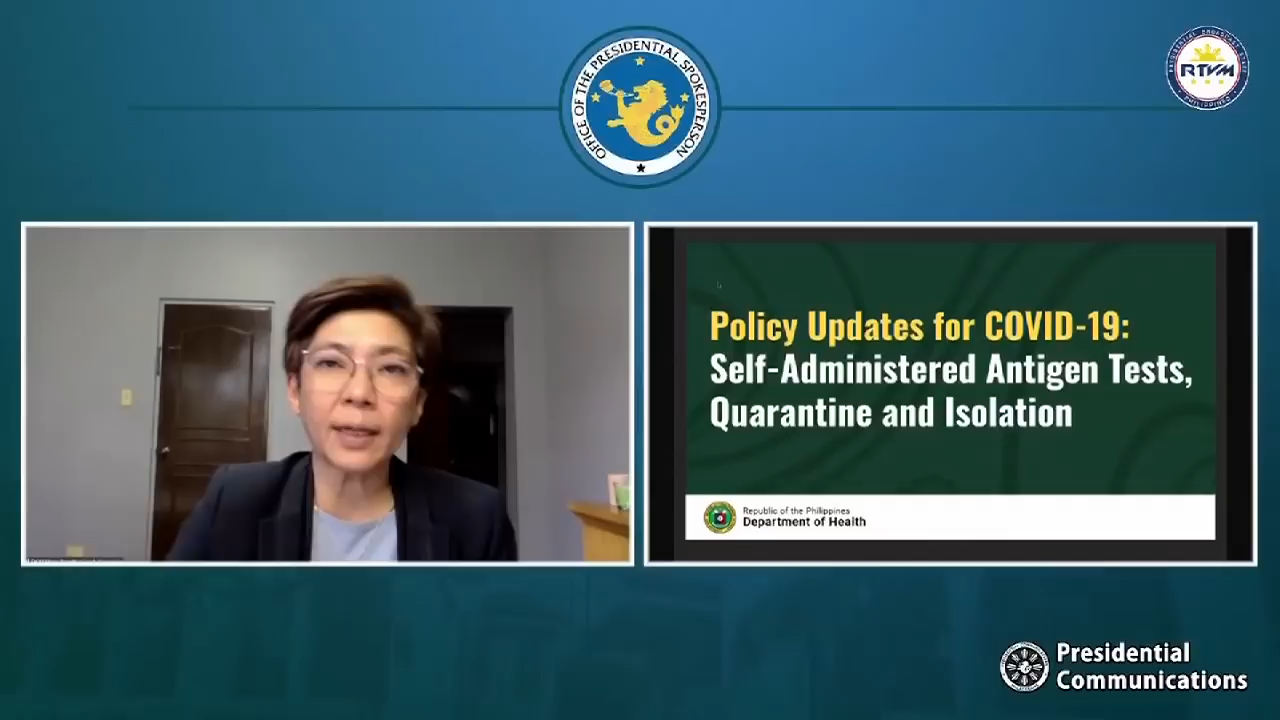 OFFICE OF THE PRESIDENTIAL SPOKESPERSON
RTVM
PHILIPPINES
Policy Updates for COVID-19:
Self-Administered Antigen Tests,
Quarantine and Isolation
Republic of the Philippines
Department of Health
Presidential
Communications